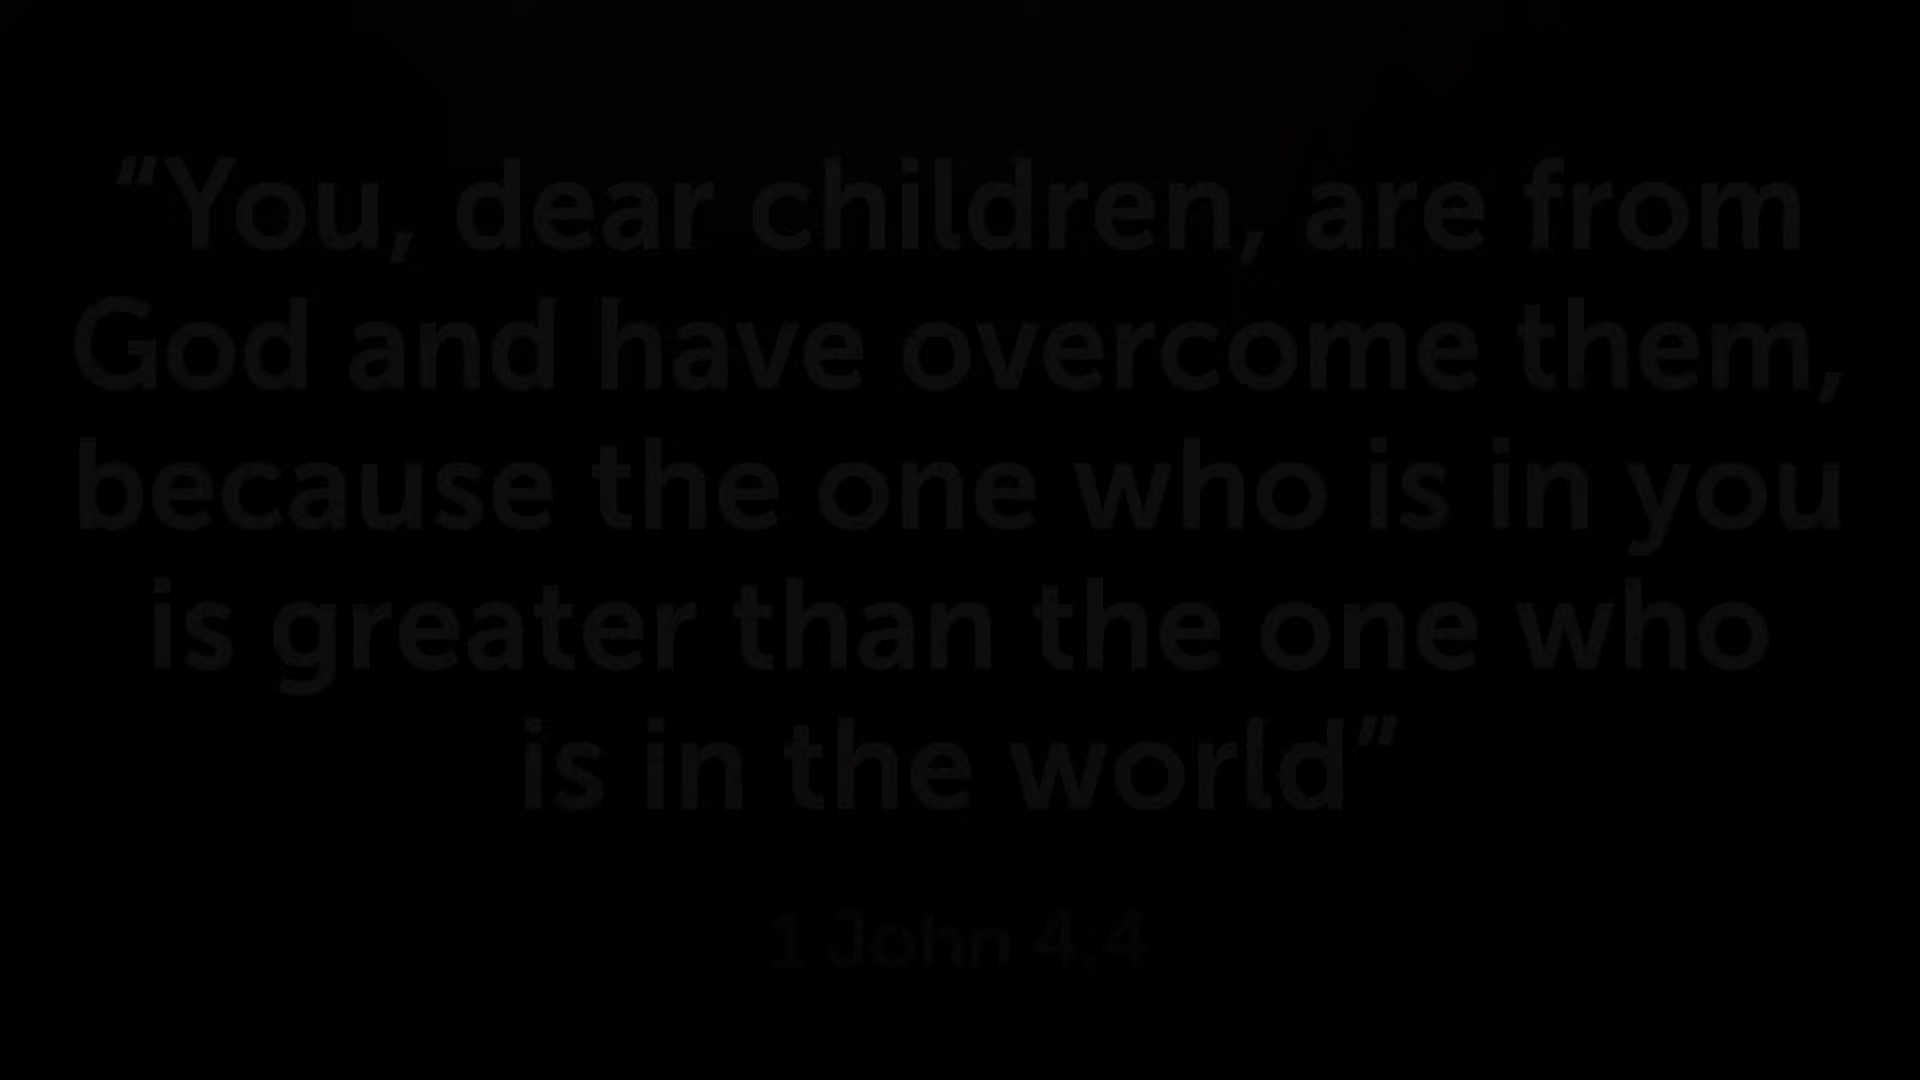 “You, dear children, are from
God and have overcome them,
because the one who is in you
is greater than the one who
is in the world”
1 John 4:4